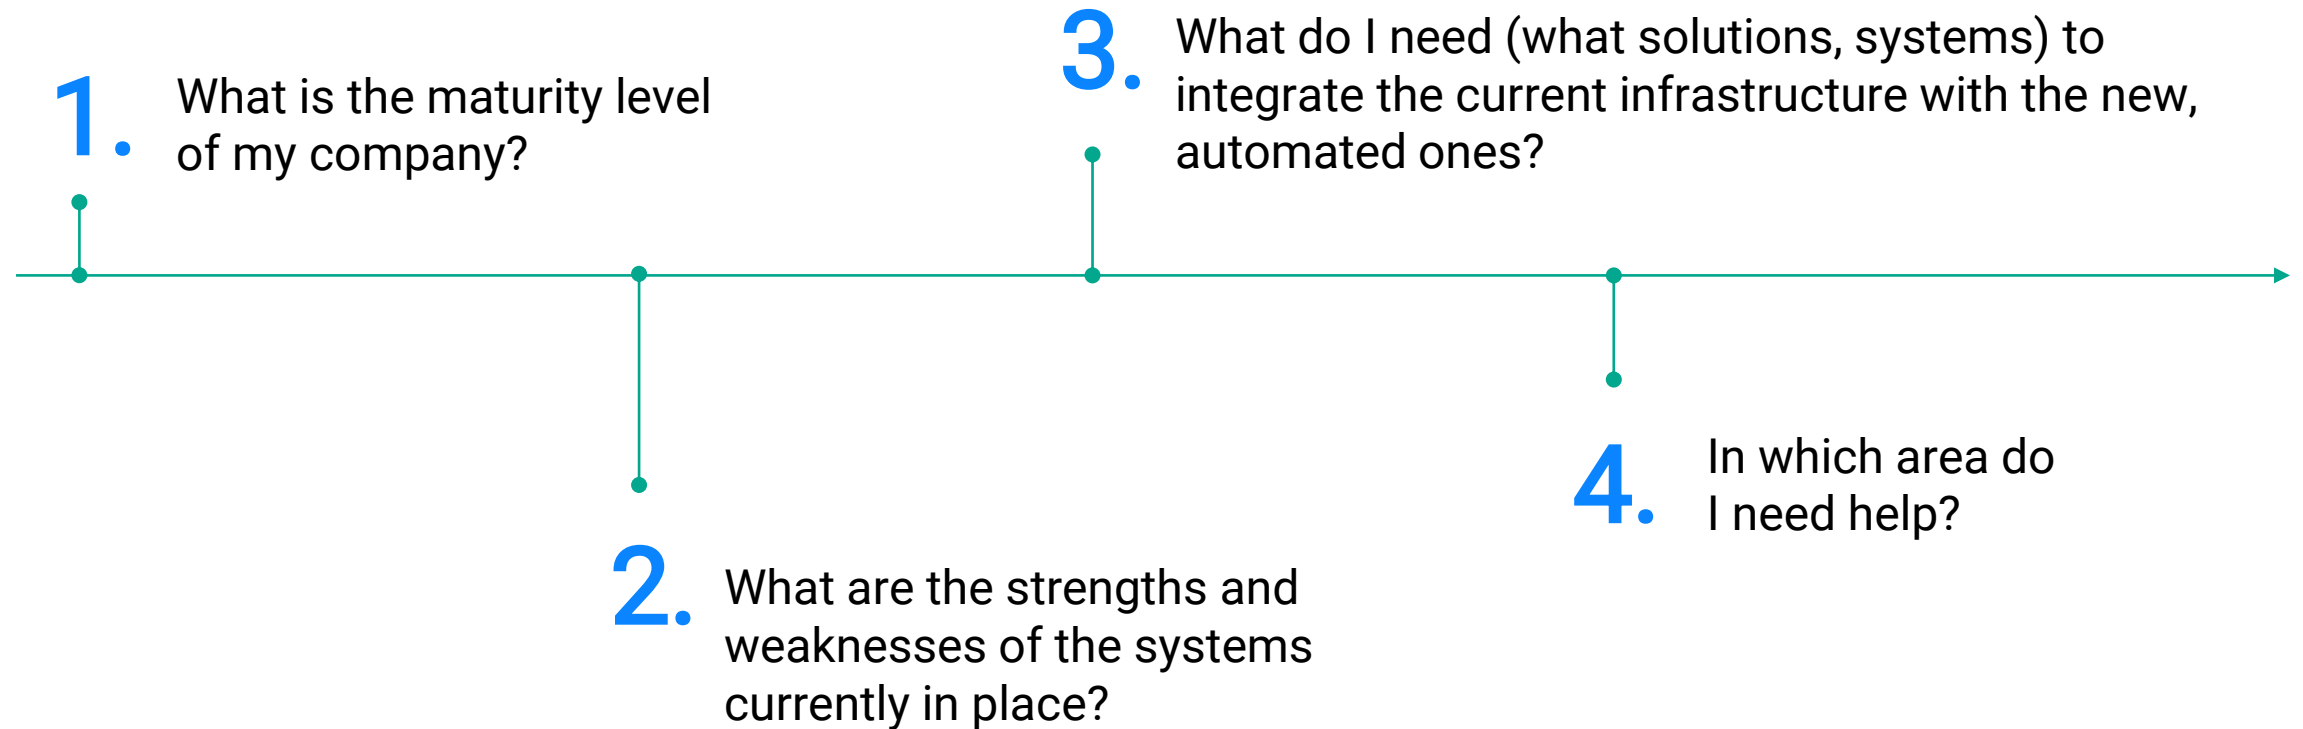 1. What is the maturity level
of my company?
2. What are the strengths and
weaknesses of the systems
currently in place?
3. What do I need (what solutions, systems) to
integrate the current infrastructure with the new,
automated ones?
4. In which area do
I need help?